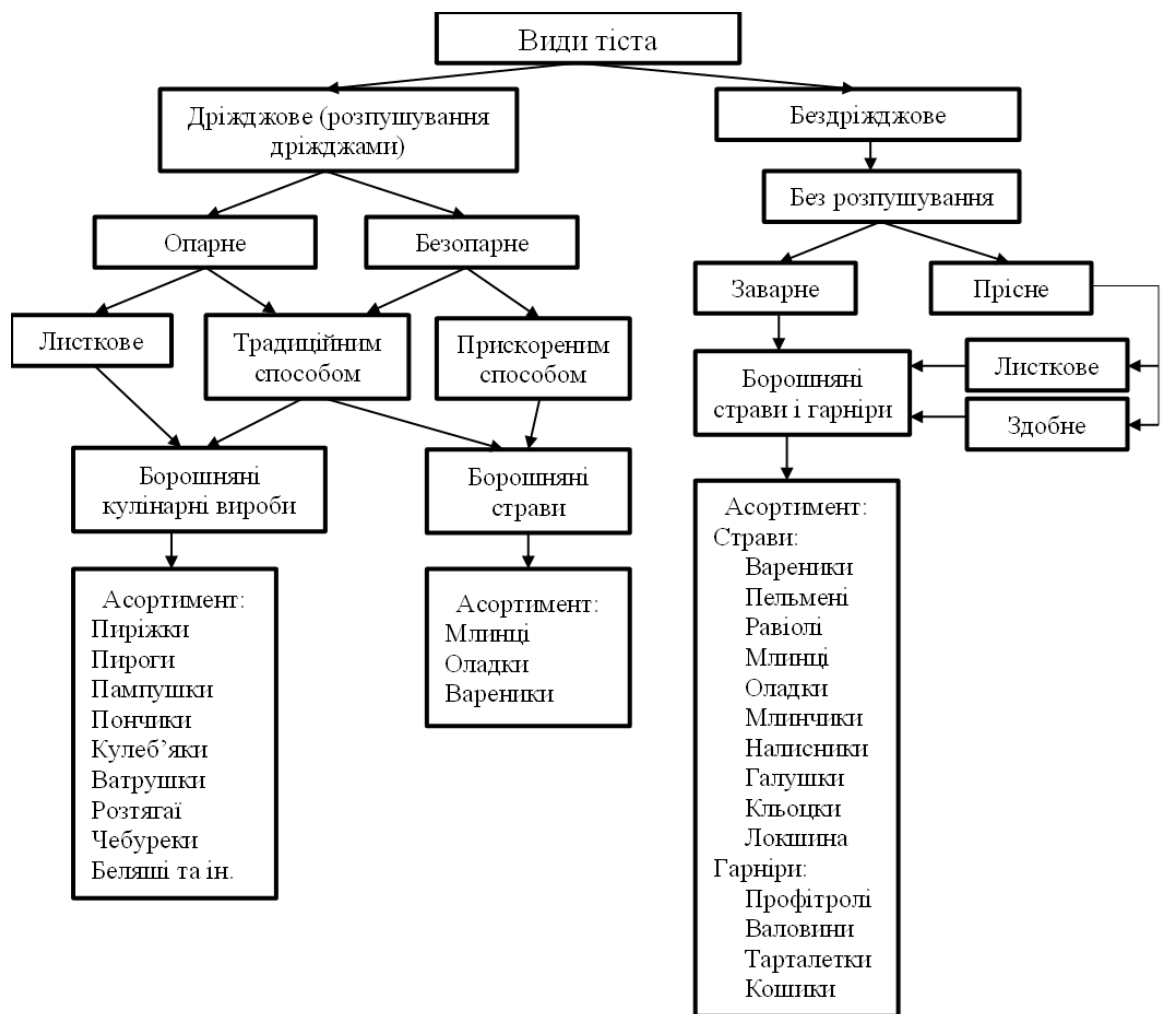 Види тіста
Дріжджове (розпушування
дріжджами)
Бездріжджове
Без розпушування
Опарне
Безопарне
Заварне
Прісне
Листкове
Традиційним
способом
Прискореним
способом
Борошняні
страви і гарніри
Листкове
Здобне
Борошняні
кулінарні вироби
Борошняні
страви
Асортимент:
Пиріжки
Пироги
Пампушки
Пончики
Кулеб’яки
Ватрушки
Розтягаї
Чебуреки
Беляші та ін.
Асортимент:
Млинці
Оладки
Вареники
Асортимент:
Страви:
Вареники
Пельмені
Равіолі
Млинці
Оладки
Млинчики
Налисники
Галушки
Кльоцки
Локшина
Гарніри:
Профітролі
Валовини
Тарталетки
Кошики